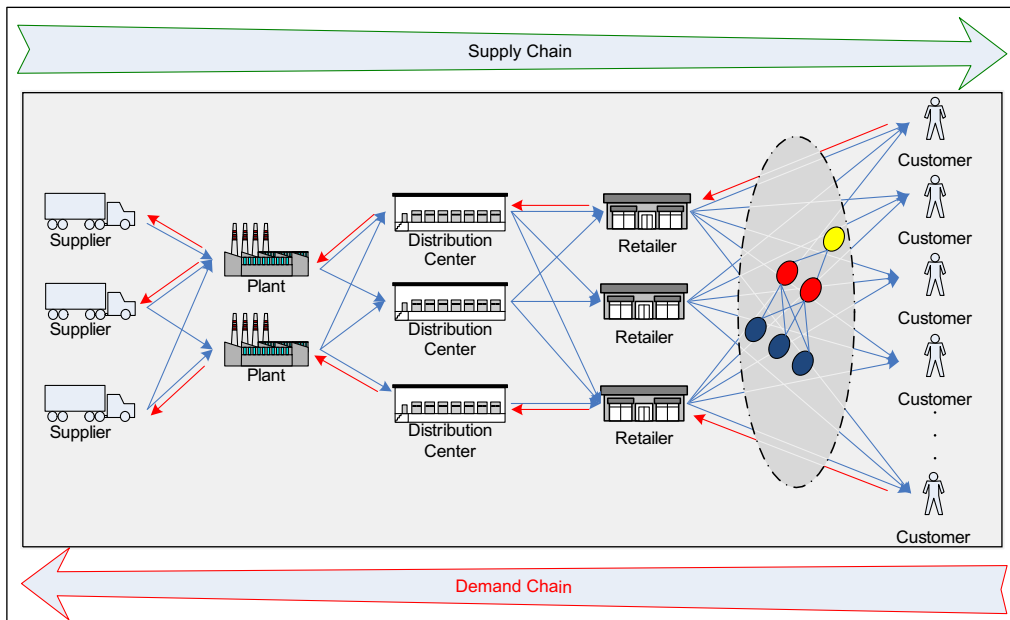 Supply Chain
Customer
Supplier
Distribution
Center
Retailer
Customer
Plant
Supplier
Distribution
Center
Retailer
Customer
Plant
Customer
Supplier
Distribution
Center
Retailer
Customer
Demand Chain